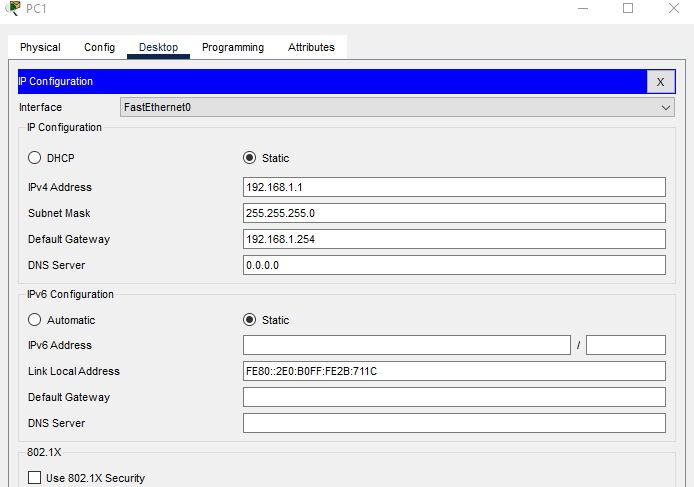 PC1
Physical Config Desktop Programming Attributes
IP Configuration X
Interface FastEthernet0
IP Configuration
DHCP Static
IPv4 Address 192.168.1.1
Subnet Mask 255.255.255.0
Default Gateway 192.168.1.254
DNS Server 0.0.0.0
IPv6 Configuration
Automatic Static
IPv6 Address /
Link Local Address FE80::2E0:B0FF:FE2B:711C
Default Gateway
DNS Server
802.1X
Use 802.1X Security